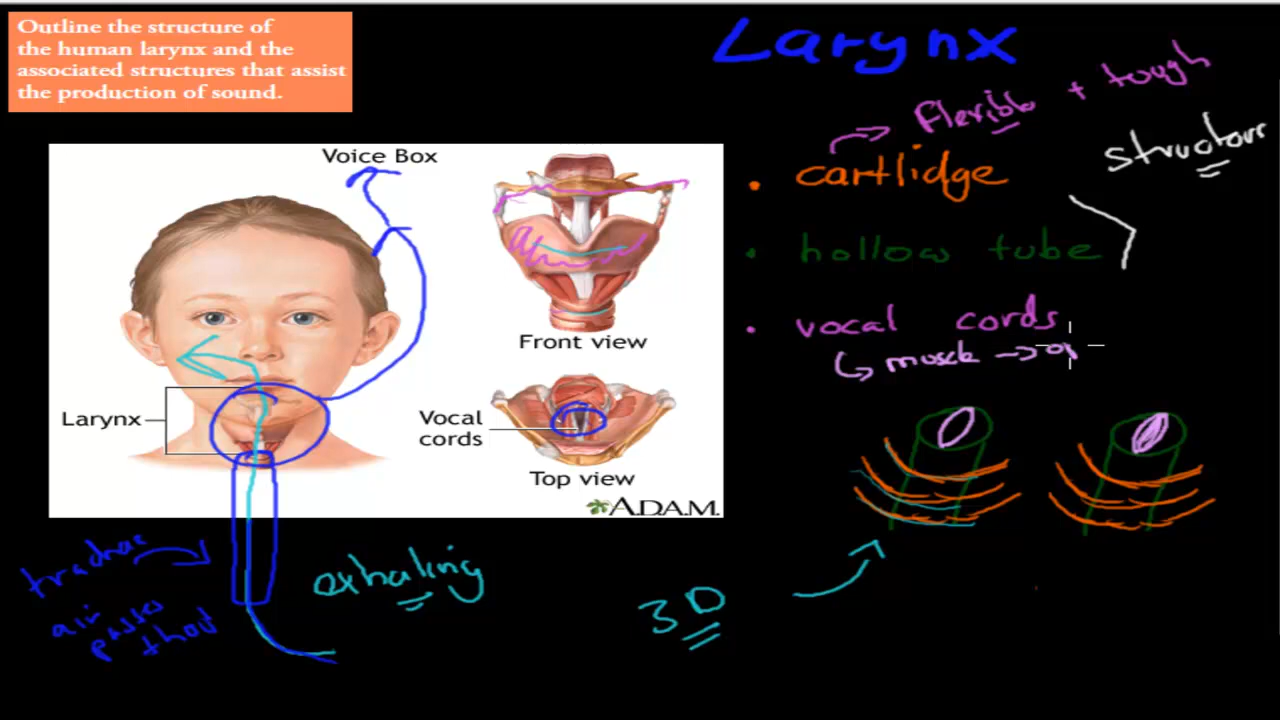 Outline the structure of
the human larynx and the
associated structures that assist
the production of sound.
Larynx
Flexible + tough
structure
• cartlidge
• hollow tube
• vocal cords
muscle →
Voice Box
Larynx
Front view
Vocal
cords
Top view
A.D.A.M.
air
passes
exhaling
3D